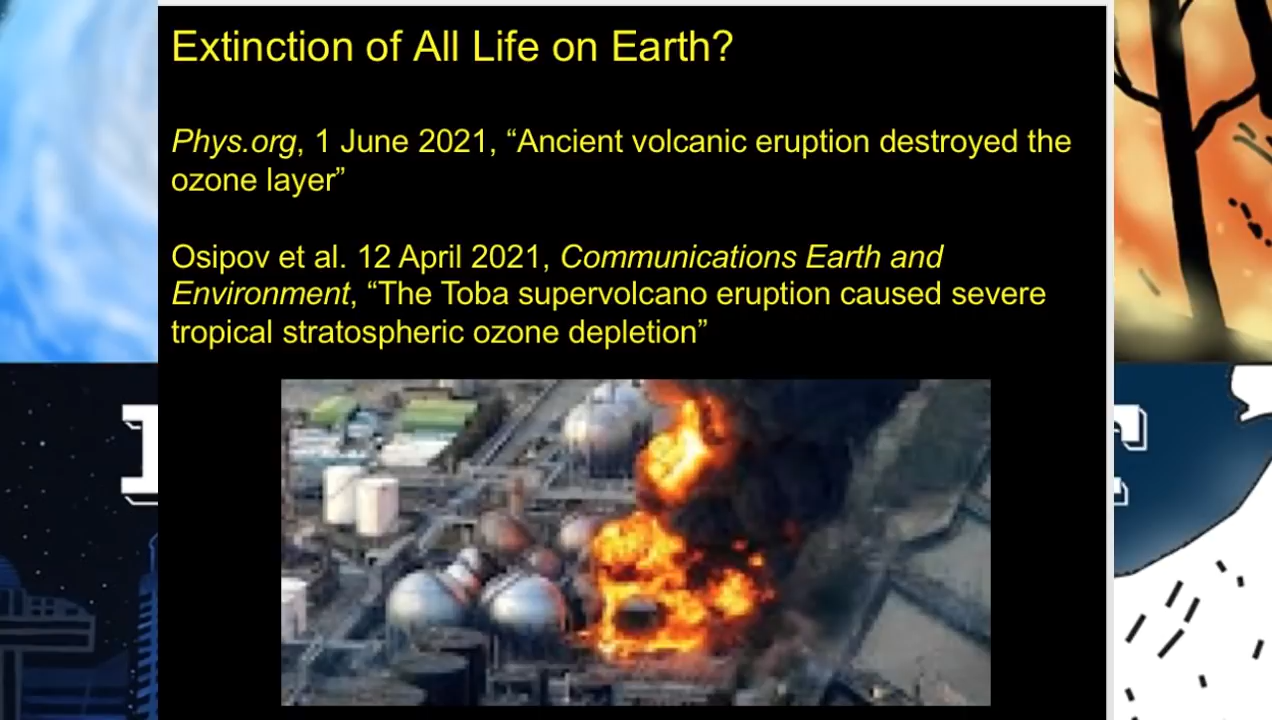 Extinction of All Life on Earth?
Phys.org, 1 June 2021, “Ancient volcanic eruption destroyed the
ozone layer”
Osipov et al. 12 April 2021, Communications Earth and
Environment, “The Toba supervolcano eruption caused severe
tropical stratospheric ozone depletion”